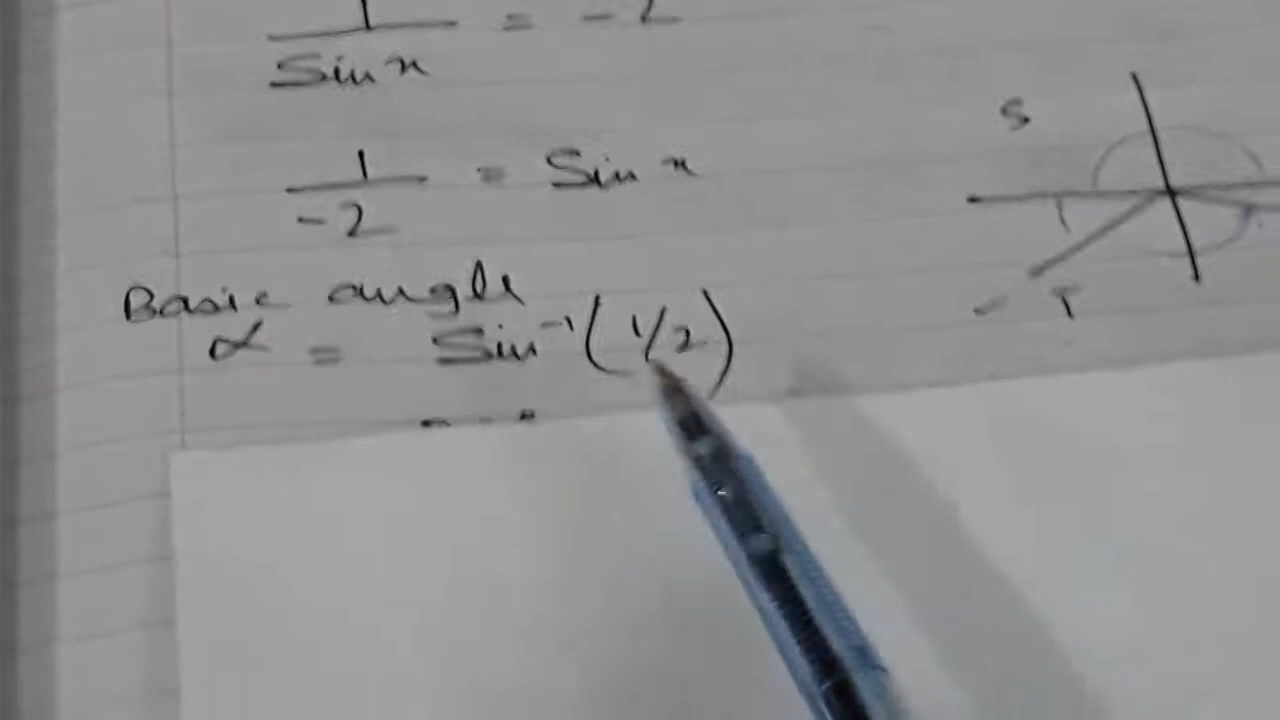 1
Sin x = -2
S
1
-2 = Sin x
Basic angle
T
α = Sin⁻¹(1/2)